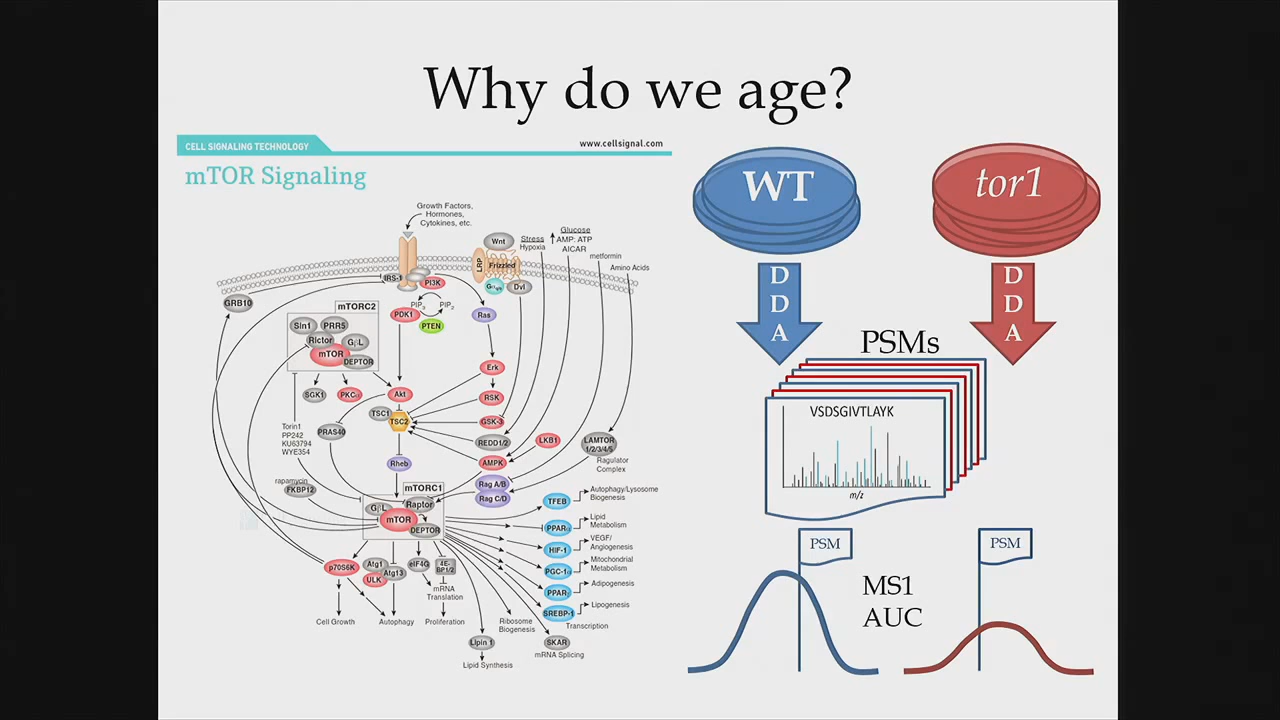 Why do we age?
CELL SIGNALING TECHNOLOGY
www.cellsignal.com
mTOR Signaling
Growth Factors,
Hormones,
Cytokines, etc.
Wnt
Stress
Hypoxia
Glucose
AMP: ATP
AICAR
metformin
Amino Acids
LRP
Frizzled
IRS-1
PI3K
Dvl
GRB10
mTORC2
Sin1
PRR5
Rictor
GβL
mTOR
DEPTOR
PIP3
PIP2
PDK1
PTEN
Ras
Erk
SGK1
PKCα
Akt
RSK
TSC1
TSC2
GSK-3
Torin1
PP242
KU63794
WYE354
PRAS40
REDD1/2
LKB1
LAMTOR
1/2/3/4/5
Ragulator
Complex
Rheb
AMPK
rapamycin
FKBP12
mTORC1
Rag A/B
Rag C/D
GβL
Raptor
mTOR
DEPTOR
TFEB
Autophagy/Lysosome
Biogenesis
PPARα
Lipid
Metabolism
HIF-1
VEGF/
Angiogenesis
PGC-1α
Mitochondrial
Metabolism
PPARγ
Adipogenesis
SREBP-1
Lipogenesis
Transcription
p70S6K
Atg1
ULK
Atg13
eIF4G
4E-
BP1/2
mRNA
Translation
Cell Growth
Autophagy
Proliferation
Ribosome
Biogenesis
Lipin 1
Lipid Synthesis
SKAR
mRNA Splicing
WT
tor1
D
D
A
D
D
A
PSMs
VSDSGIVTLAYK
m/z
PSM
PSM
MS1
AUC